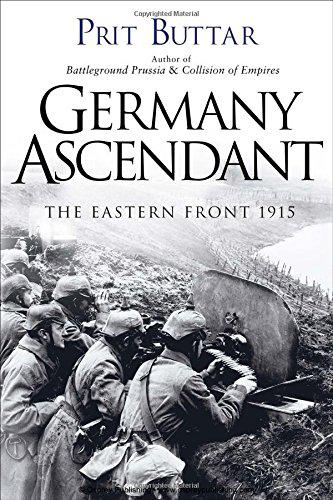 PRIT BUTTAR
Author of
Battleground Prussia & Collision of Empires
GERMANY
ASCENDANT
THE EASTERN FRONT 1915